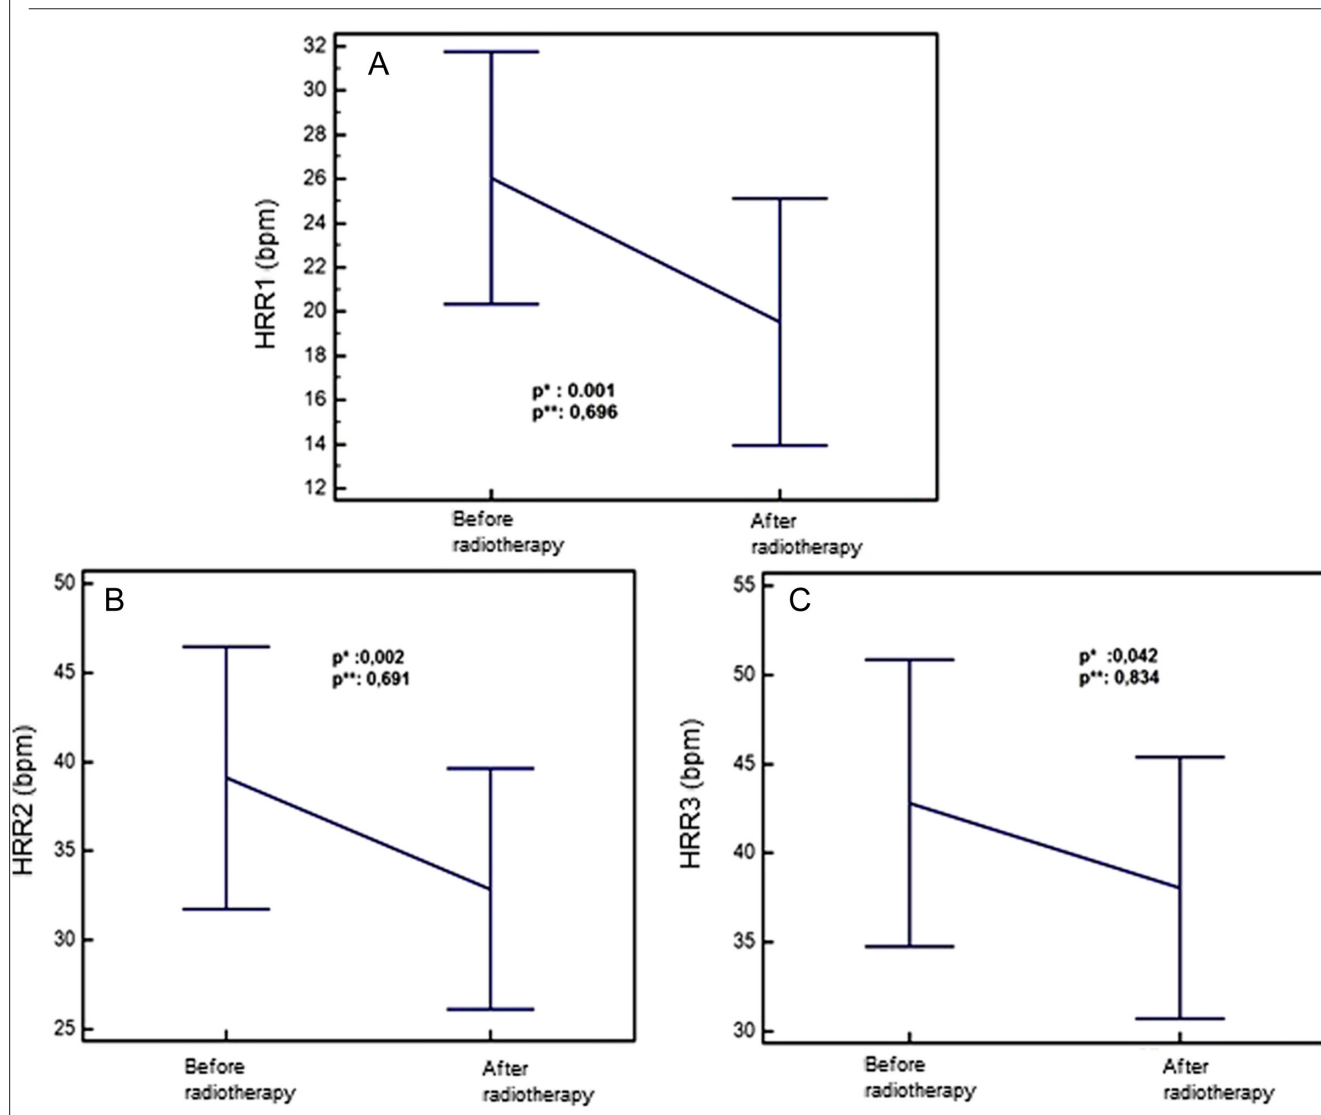 A
32
30
28
26
24
22
20
18
16
14
12
HRR1 (bpm)
p* : 0.001
p**: 0,696
Before
radiotherapy
After
radiotherapy
B
50
45
40
35
30
25
HRR2 (bpm)
p* :0,002
p**: 0,691
Before
radiotherapy
After
radiotherapy
C
55
50
45
40
35
30
HRR3 (bpm)
p* :0,042
p**: 0,834
Before
radiotherapy
After
radiotherapy